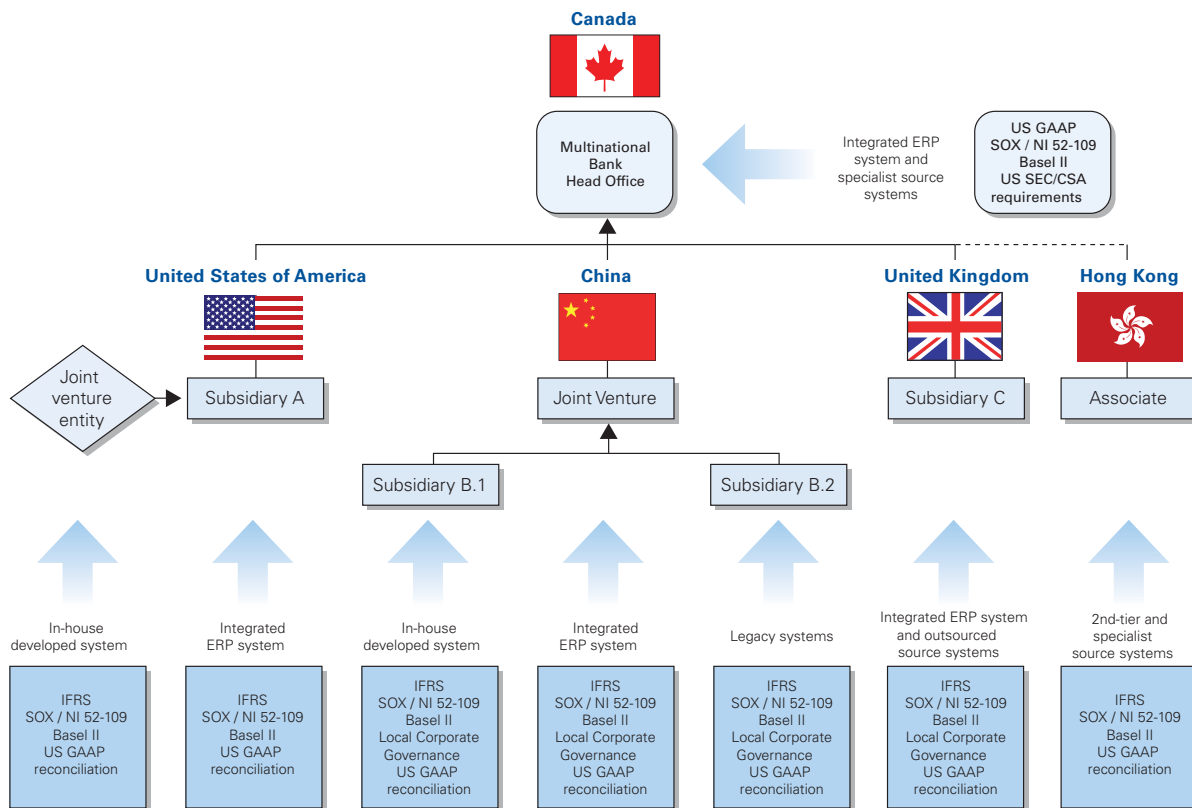 Canada
Multinational
Bank
Head Office
Integrated ERP
system and
specialist source
systems
US GAAP
SOX / NI 52-109
Basel II
US SEC/CSA
requirements
United States of America
China
United Kingdom
Hong Kong
Joint
venture
entity
Subsidiary A
Joint Venture
Subsidiary C
Associate
Subsidiary B.1
Subsidiary B.2
In-house
developed system
Integrated
ERP system
In-house
developed system
Integrated
ERP system
Legacy systems
Integrated ERP system
and outsourced
source systems
2nd-tier and
specialist
source systems
IFRS
SOX / NI 52-109
Basel II
US GAAP
reconciliation
IFRS
SOX / NI 52-109
Basel II
US GAAP
reconciliation
IFRS
SOX / NI 52-109
Basel II
Local Corporate
Governance
US GAAP
reconciliation
IFRS
SOX / NI 52-109
Basel II
Local Corporate
Governance
US GAAP
reconciliation
IFRS
SOX / NI 52-109
Basel II
Local Corporate
Governance
US GAAP
reconciliation
IFRS
SOX / NI 52-109
Basel II
Local Corporate
Governance
US GAAP
reconciliation
IFRS
SOX / NI 52-109
Basel II
US GAAP
reconciliation